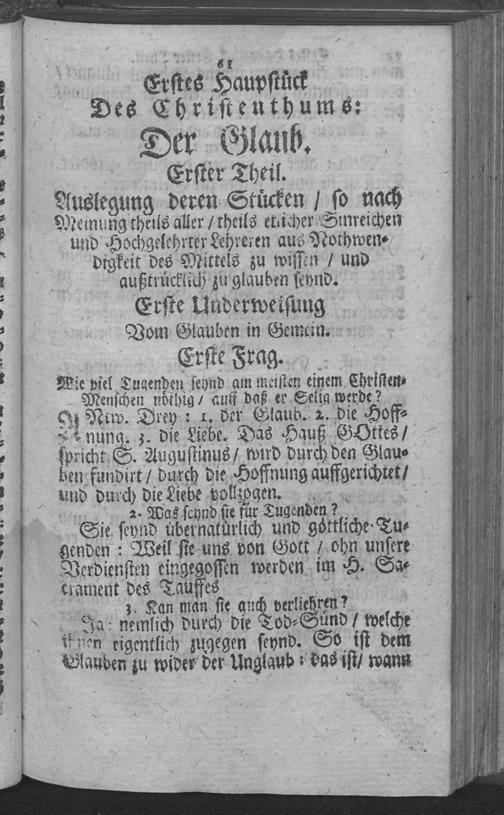 61
Erstes Haupstück
Des Christenthums:
Der Glaub.
Erster Theil.
Auslegung deren Stücken / so nach
Meinung theils aller / theils etlicher Sinreichen
und Hochgelehrter Lehreren aus Nothwen-
digkeit des Mittels zu wissen / und
außtrücklich zu glauben seynd.
Erste Underweisung
Vom Glauben in Gemein.
Erste Frag.
Wie viel Tugenden seynd am meisten einem Christen-
Menschen nöthig / auff daß er Selig werde?
Antw. Drey: 1. der Glaub. 2. die Hoff-
nung. 3. die Liebe. Das Hauß GOttes /
spricht S. Augustinus / wird durch den Glau-
ben fundirt / durch die Hoffnung auffgerichtet /
und durch die Liebe vollzogen.
2. Was seynd sie für Tugenden?
Sie seynd übernatürlich und göttliche Tu-
genden: Weil sie uns von Gott / ohn unsere
Verdiensten eingegossen werden im H. Sa-
crament des Tauffes
3. Kan man sie auch verliehren?
Ja: nemlich durch die Tod-Sünd / welche
ihnen eigentlich zugegen seynd. So ist dem
Glauben zu wider der Unglaub: das ist / wann